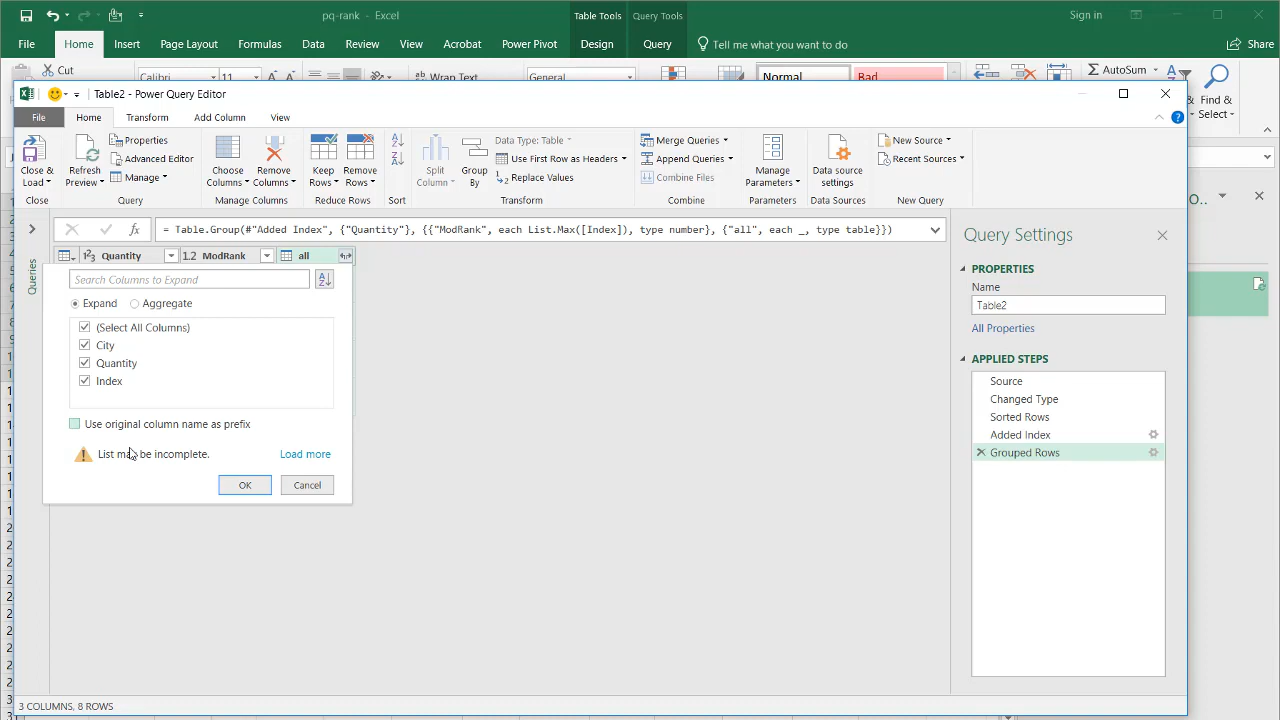 pq-rank - Excel
Table Tools
Query Tools
Sign in
File
Home
Insert
Page Layout
Formulas
Data
Review
View
Acrobat
Power Pivot
Design
Query
Tell me what you want to do
Share
Cut
Calibri
11
Wrap Text
General
Normal
Bad
AutoSum
Table2 - Power Query Editor
Find &
Select
File
Home
Transform
Add Column
View
Close &
Load
Close
Refresh
Preview
Properties
Advanced Editor
Manage
Query
Choose
Columns
Remove
Columns
Manage Columns
Keep
Rows
Remove
Rows
Reduce Rows
Sort
Split
Column
Group
By
Data Type: Table
Use First Row as Headers
Replace Values
Transform
Merge Queries
Append Queries
Combine Files
Combine
Manage
Parameters
Parameters
Data source
settings
Data Sources
New Source
Recent Sources
New Query
= Table.Group(#"Added Index", {"Quantity"}, {{"ModRank", each List.Max([Index]), type number}, {"all", each _, type table}})
Queries
1 2 3 Quantity
1.2 ModRank
all
Search Columns to Expand
Expand
Aggregate
(Select All Columns)
City
Quantity
Index
Use original column name as prefix
List may be incomplete.
Load more
OK
Cancel
Query Settings
PROPERTIES
Name
Table2
All Properties
APPLIED STEPS
Source
Changed Type
Sorted Rows
Added Index
Grouped Rows
3 COLUMNS, 8 ROWS